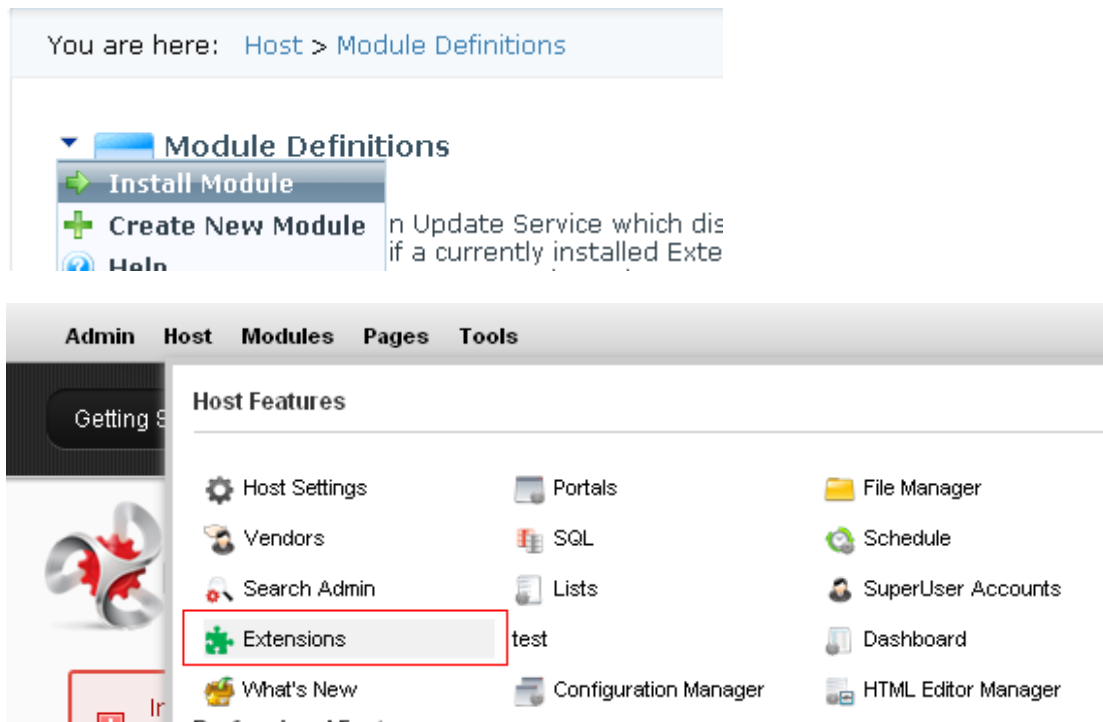 You are here: Host > Module Definitions
Module Definitions
Install Module
Create New Module
n Update Service which dis
if a currently installed Exte
Help
Admin Host Modules Pages Tools
Getting S
Host Features
Host Settings Portals File Manager
Vendors SQL Schedule
Search Admin Lists SuperUser Accounts
Extensions test Dashboard
What's New Configuration Manager HTML Editor Manager
In